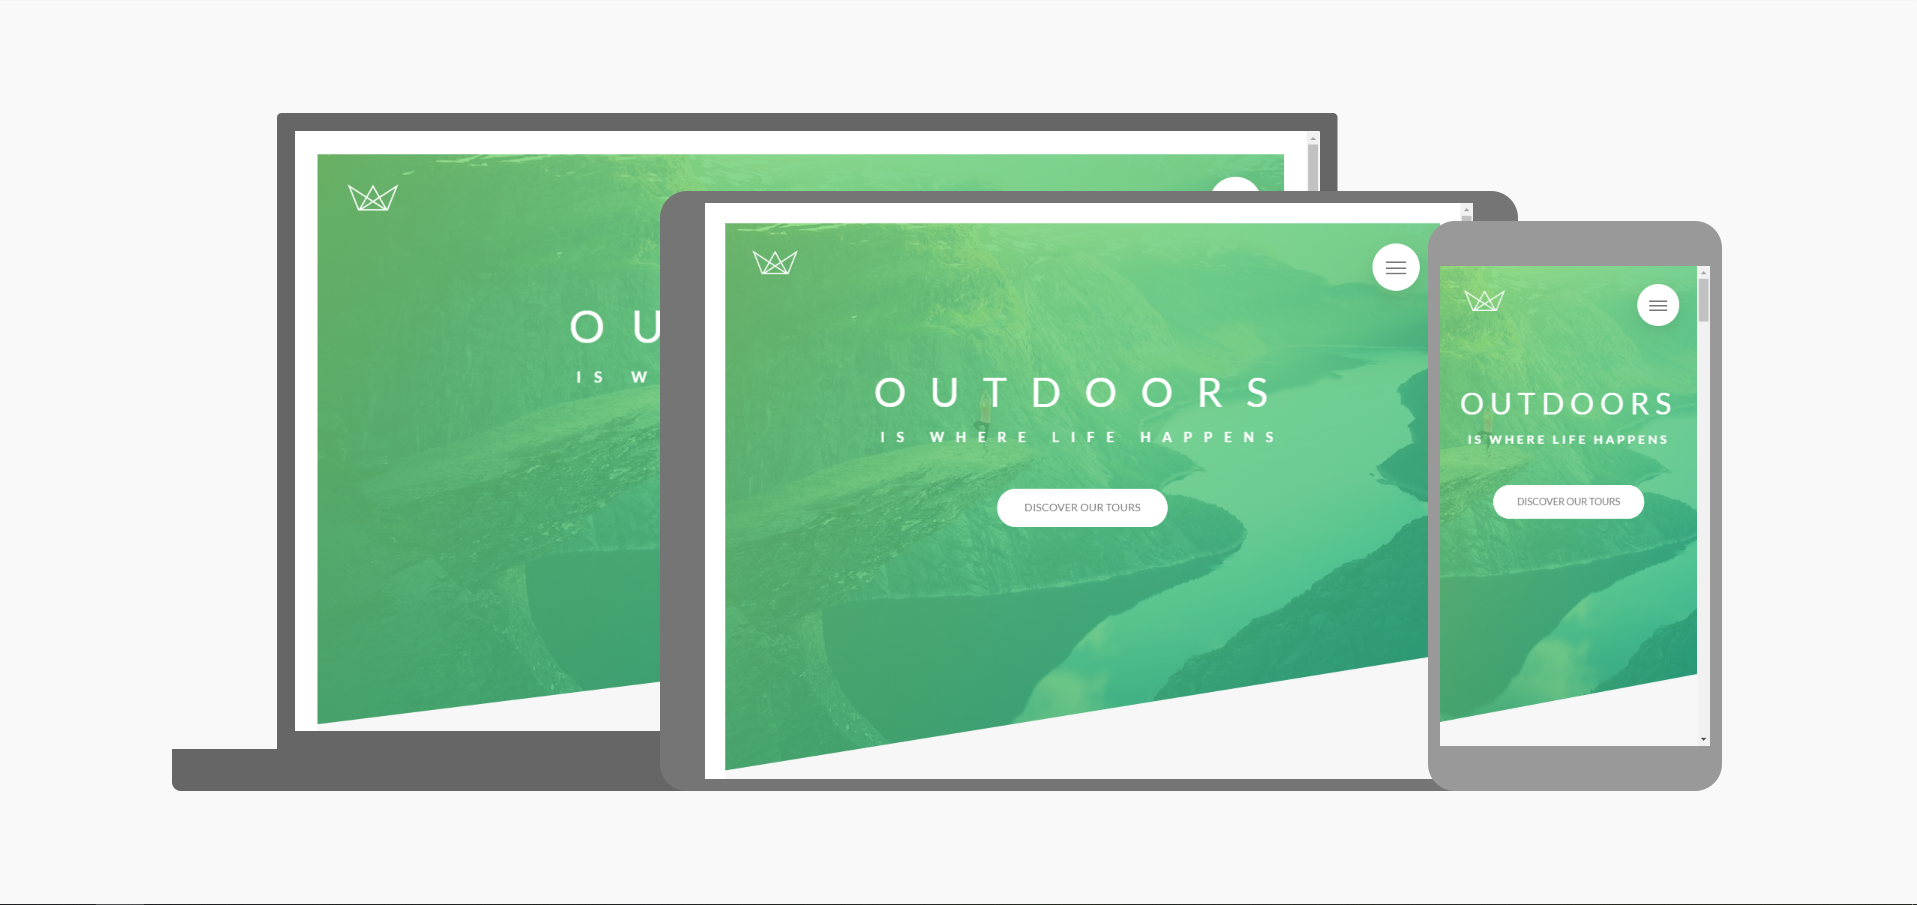 OU
IS W
OUTDOORS
IS WHERE LIFE HAPPENS
DISCOVER OUR TOURS
OUTDOORS
IS WHERE LIFE HAPPENS
DISCOVER OUR TOURS